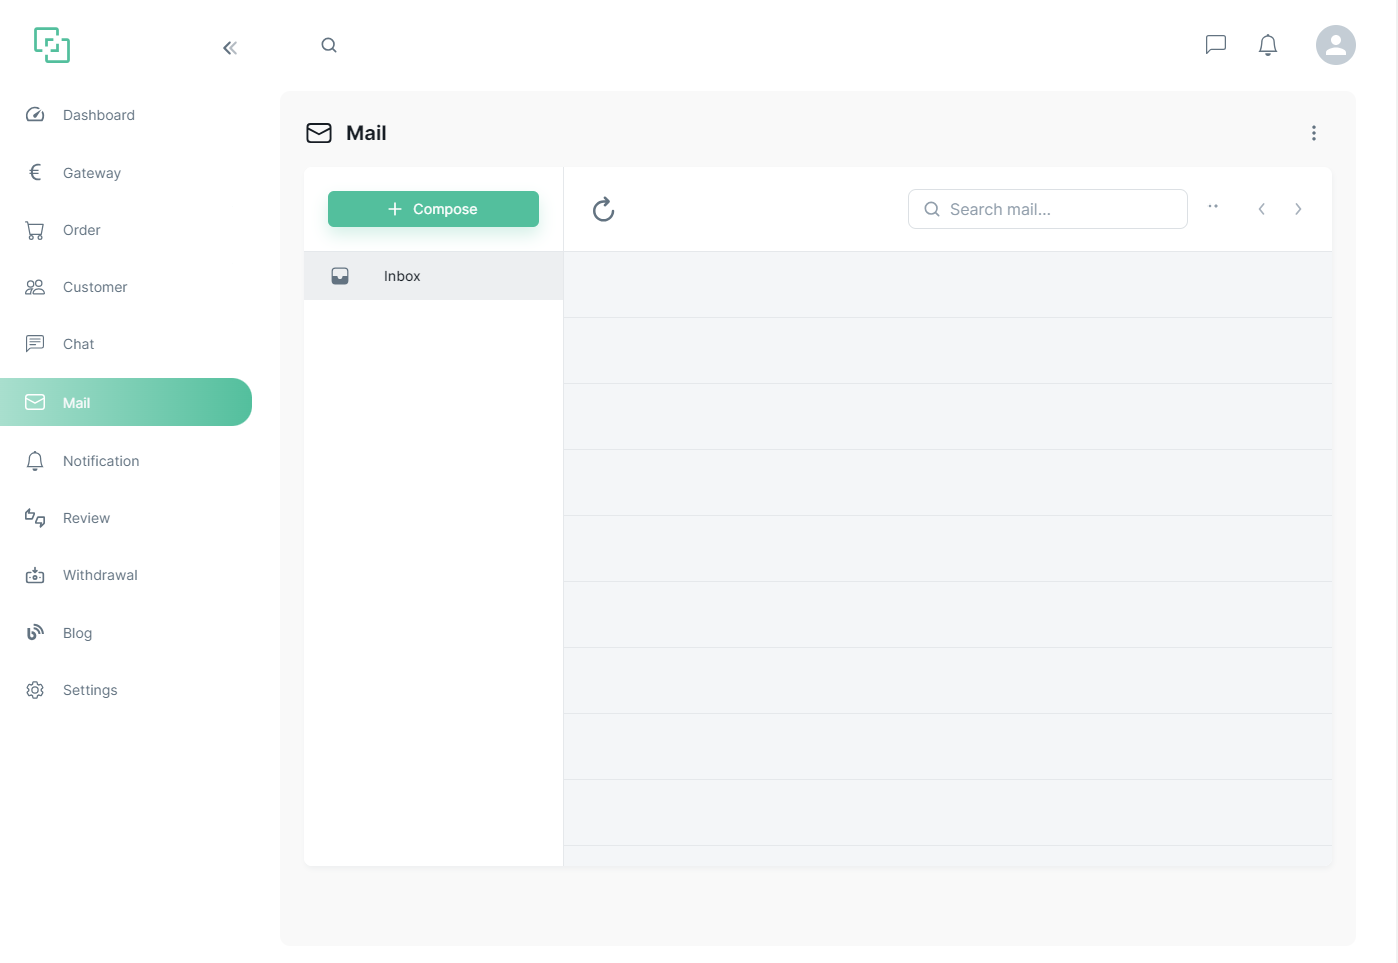 Dashboard
Gateway
Order
Customer
Chat
Mail
Notification
Review
Withdrawal
Blog
Settings
Mail
Compose
Search mail...
Inbox